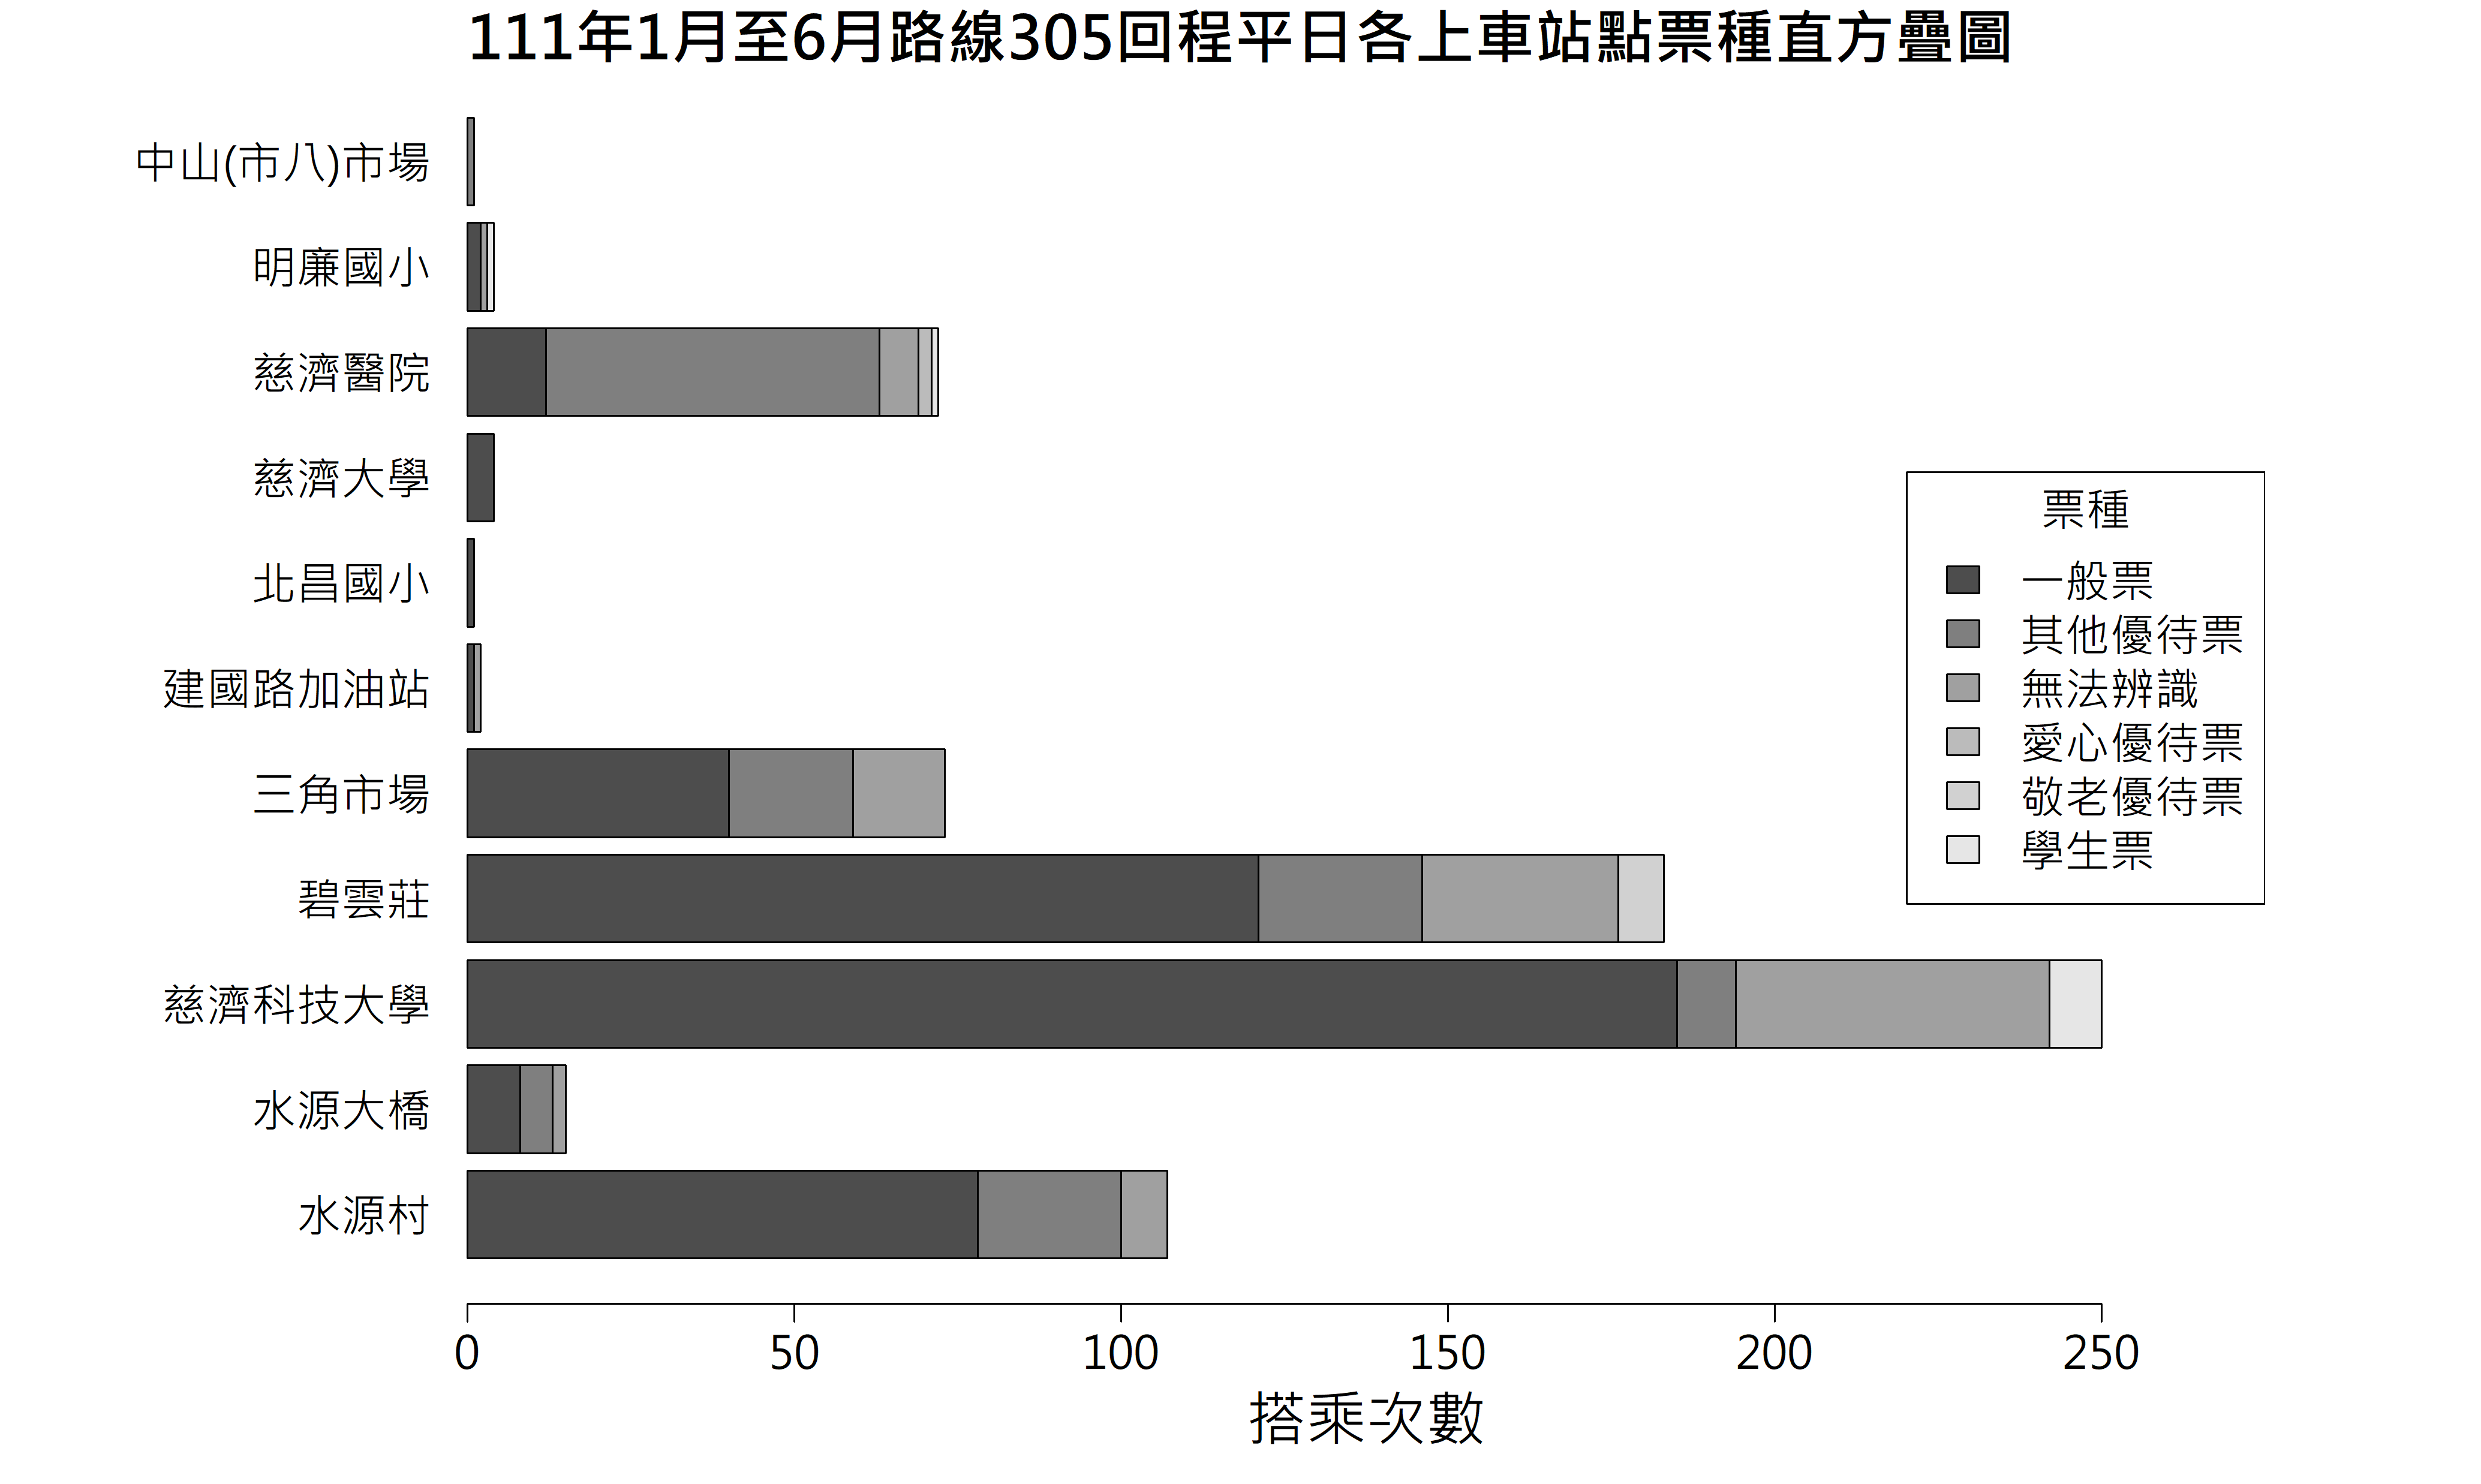 111年1月至6月路線305回程平日各上車站點票種直方疊圖
中山(市八)市場
明廉國小
慈濟醫院
慈濟大學
北昌國小
建國路加油站
三角市場
碧雲莊
慈濟科技大學
水源大橋
水源村
票種
一般票
其他優待票
無法辨識
愛心優待票
敬老優待票
學生票
0 50 100 150 200 250
搭乘次數